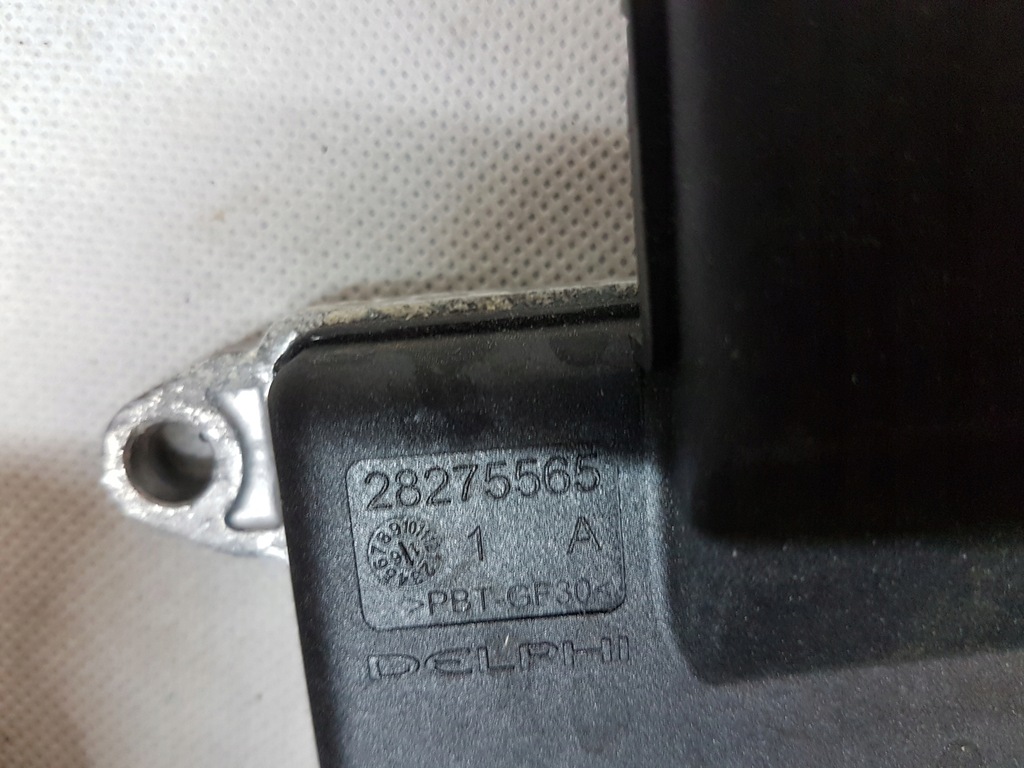 28275565
1 A
>PBT-GF30<
DELPHI